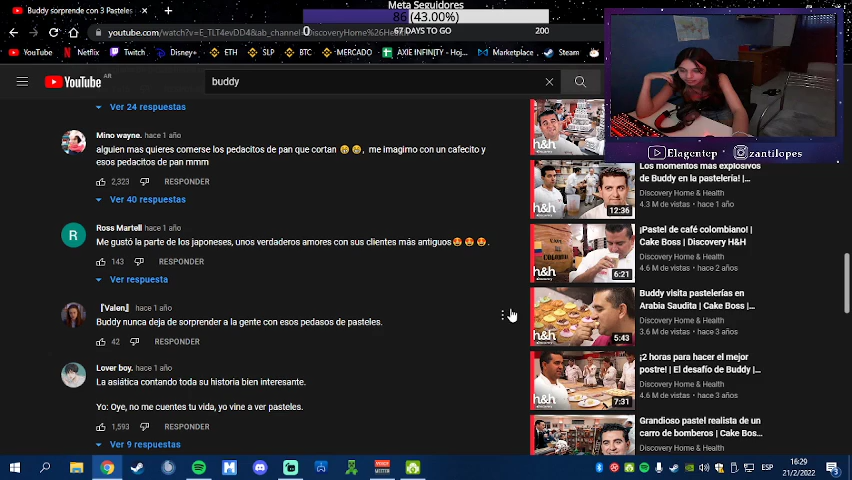 Buddy sorprende con 3 Pasteles
Meta Seguidores
86 (43.00%)
0
67 DAYS TO GO
200
youtube.com/watch?v=E_TLT4evDD4&ab_channel=DiscoveryHome%26He
YouTube
Netflix
Twitch
Disney+
ETH
SLP
BTC
MERCADO
AXIE INFINITY - Hoj...
Marketplace
Steam
YouTube
AR
buddy
Elagentcp
zantilopes
Ver 24 respuestas
Mino wayne. hace 1 año
alguien mas quieres comerse los pedacitos de pan que cortan 🤤🤤, me imagimo con un cafecito y
esos pedacitos de pan mmm
2,323
RESPONDER
Ver 40 respuestas
R
Ross Martell hace 1 año
Me gustó la parte de los japoneses, unos verdaderos amores con sus clientes más antiguos😍😍😍.
143
RESPONDER
Ver respuesta
『Valen』 hace 1 año
Buddy nunca deja de sorprender a la gente con esos pedasos de pasteles.
42
RESPONDER
Lover boy. hace 1 año
La asiática contando toda su historia bien interesante.
Yo: Oye, no me cuentes tu vida, yo vine a ver pasteles.
1,593
RESPONDER
Ver 9 respuestas
h&h
h&h
12:36
Los momentos más explosivos
de Buddy en la pastelería! |...
Discovery Home & Health
4.3 M de vistas • hace 1 año
h&h
6:21
¡Pastel de café colombiano! |
Cake Boss | Discovery H&H
Discovery Home & Health
4.6 M de vistas • hace 2 años
h&h
5:43
Buddy visita pastelerías en
Arabia Saudita | Cake Boss |...
Discovery Home & Health
3.6 M de vistas • hace 3 años
h&h
7:31
¡2 horas para hacer el mejor
postre! | El desafío de Buddy |...
Discovery Home & Health
4.6 M de vistas • hace 3 años
h&h
Grandioso pastel realista de un
carro de bomberos | Cake Bos...
Discovery Home & Health
ESP
16:29
21/2/2022
3